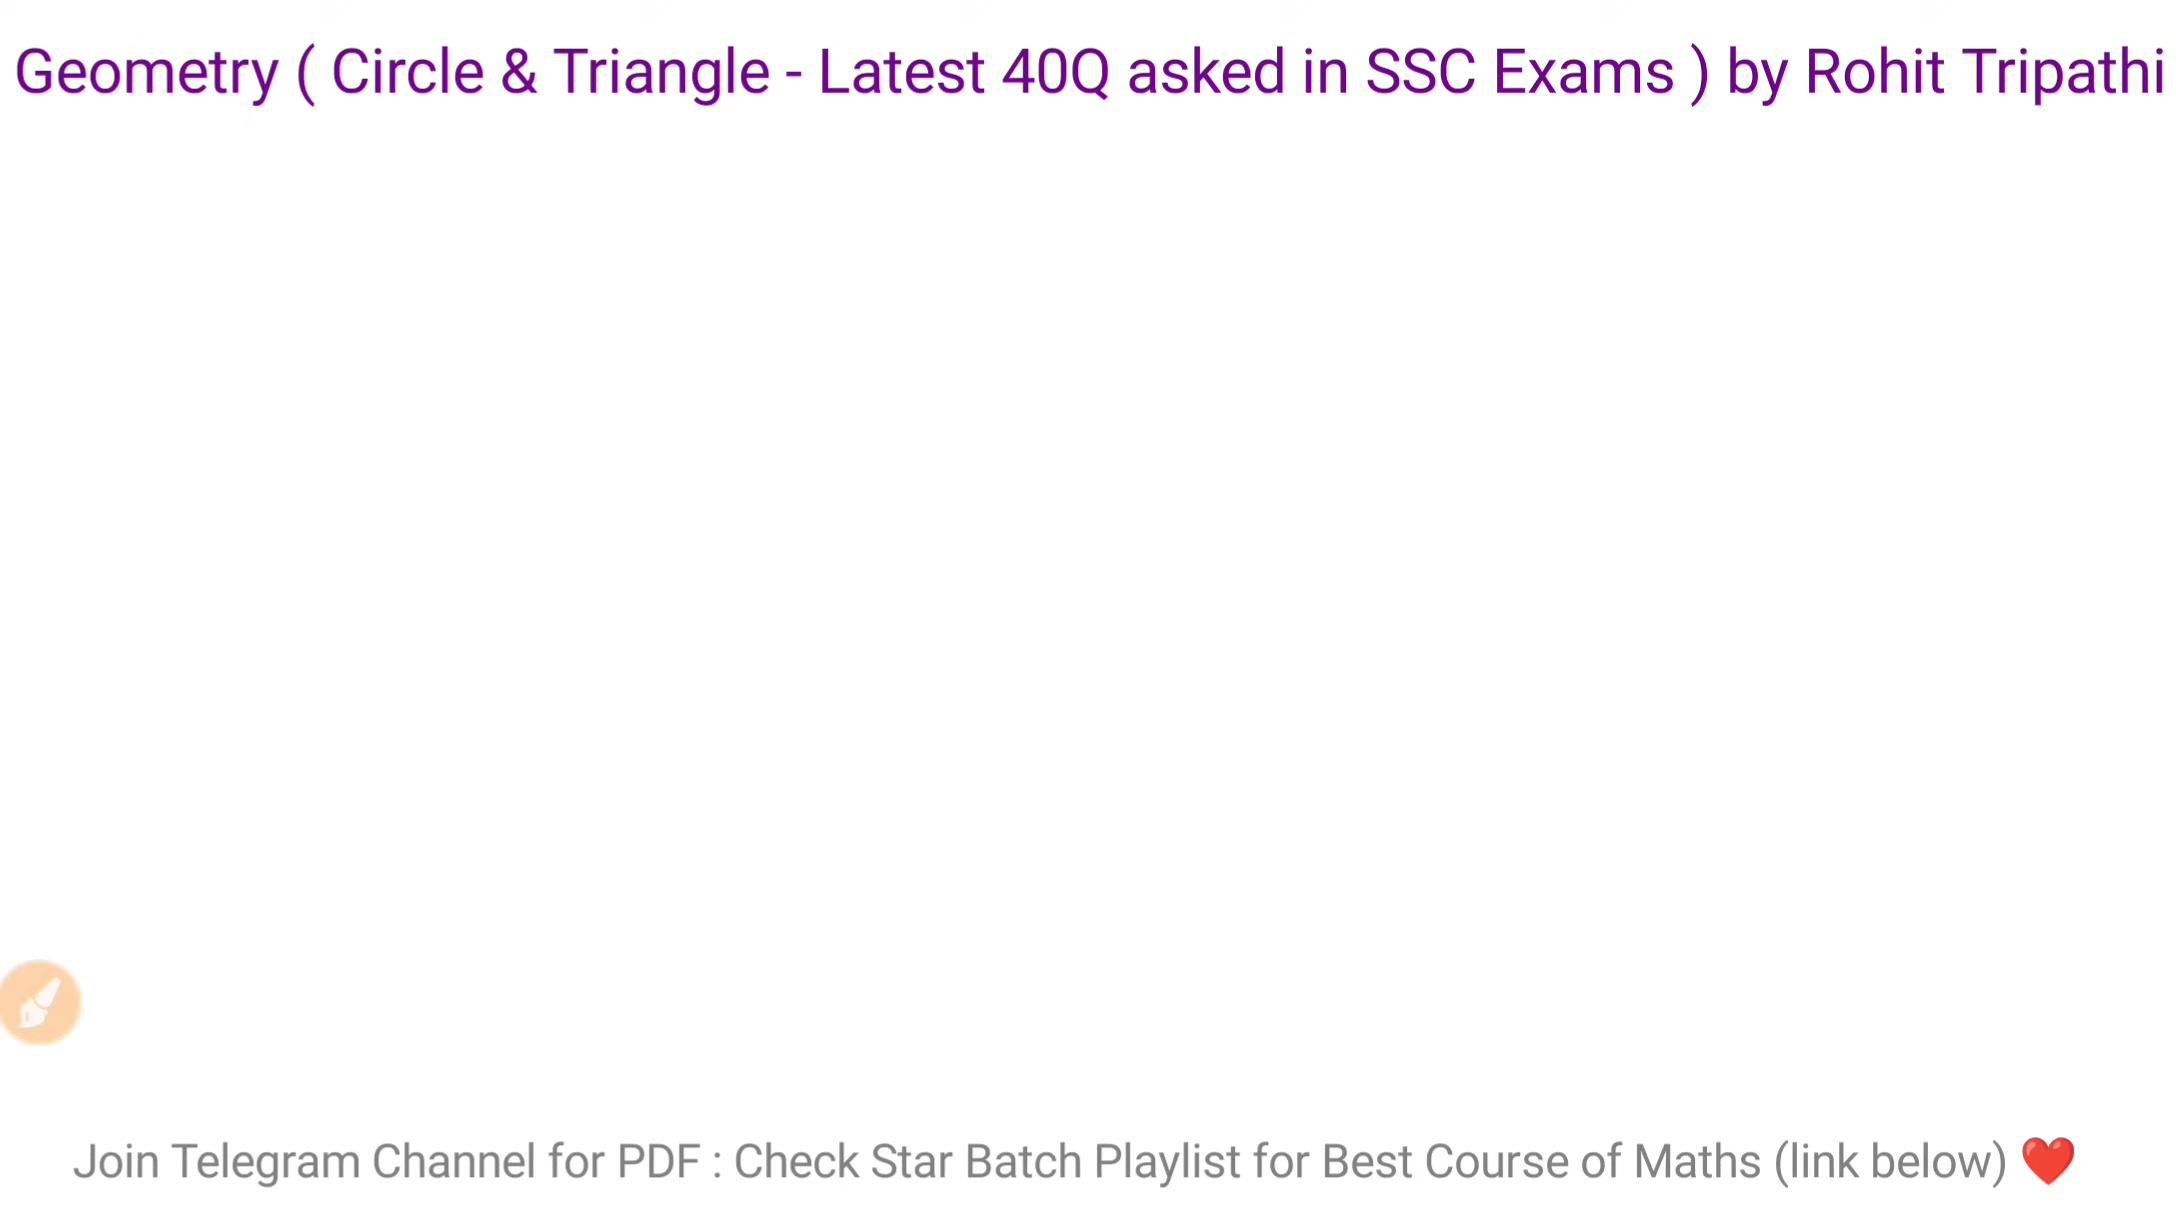 Geometry ( Circle & Triangle - Latest 40Q asked in SSC Exams ) by Rohit Tripathi
Join Telegram Channel for PDF : Check Star Batch Playlist for Best Course of Maths (link below) ❤️